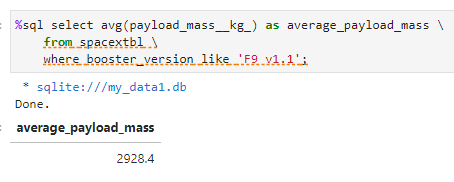 %sql select avg(payload_mass__kg_) as average_payload_mass \
from spacextbl \
where booster_version like 'F9 v1.1';
* sqlite:///my_data1.db
Done.
average_payload_mass
2928.4